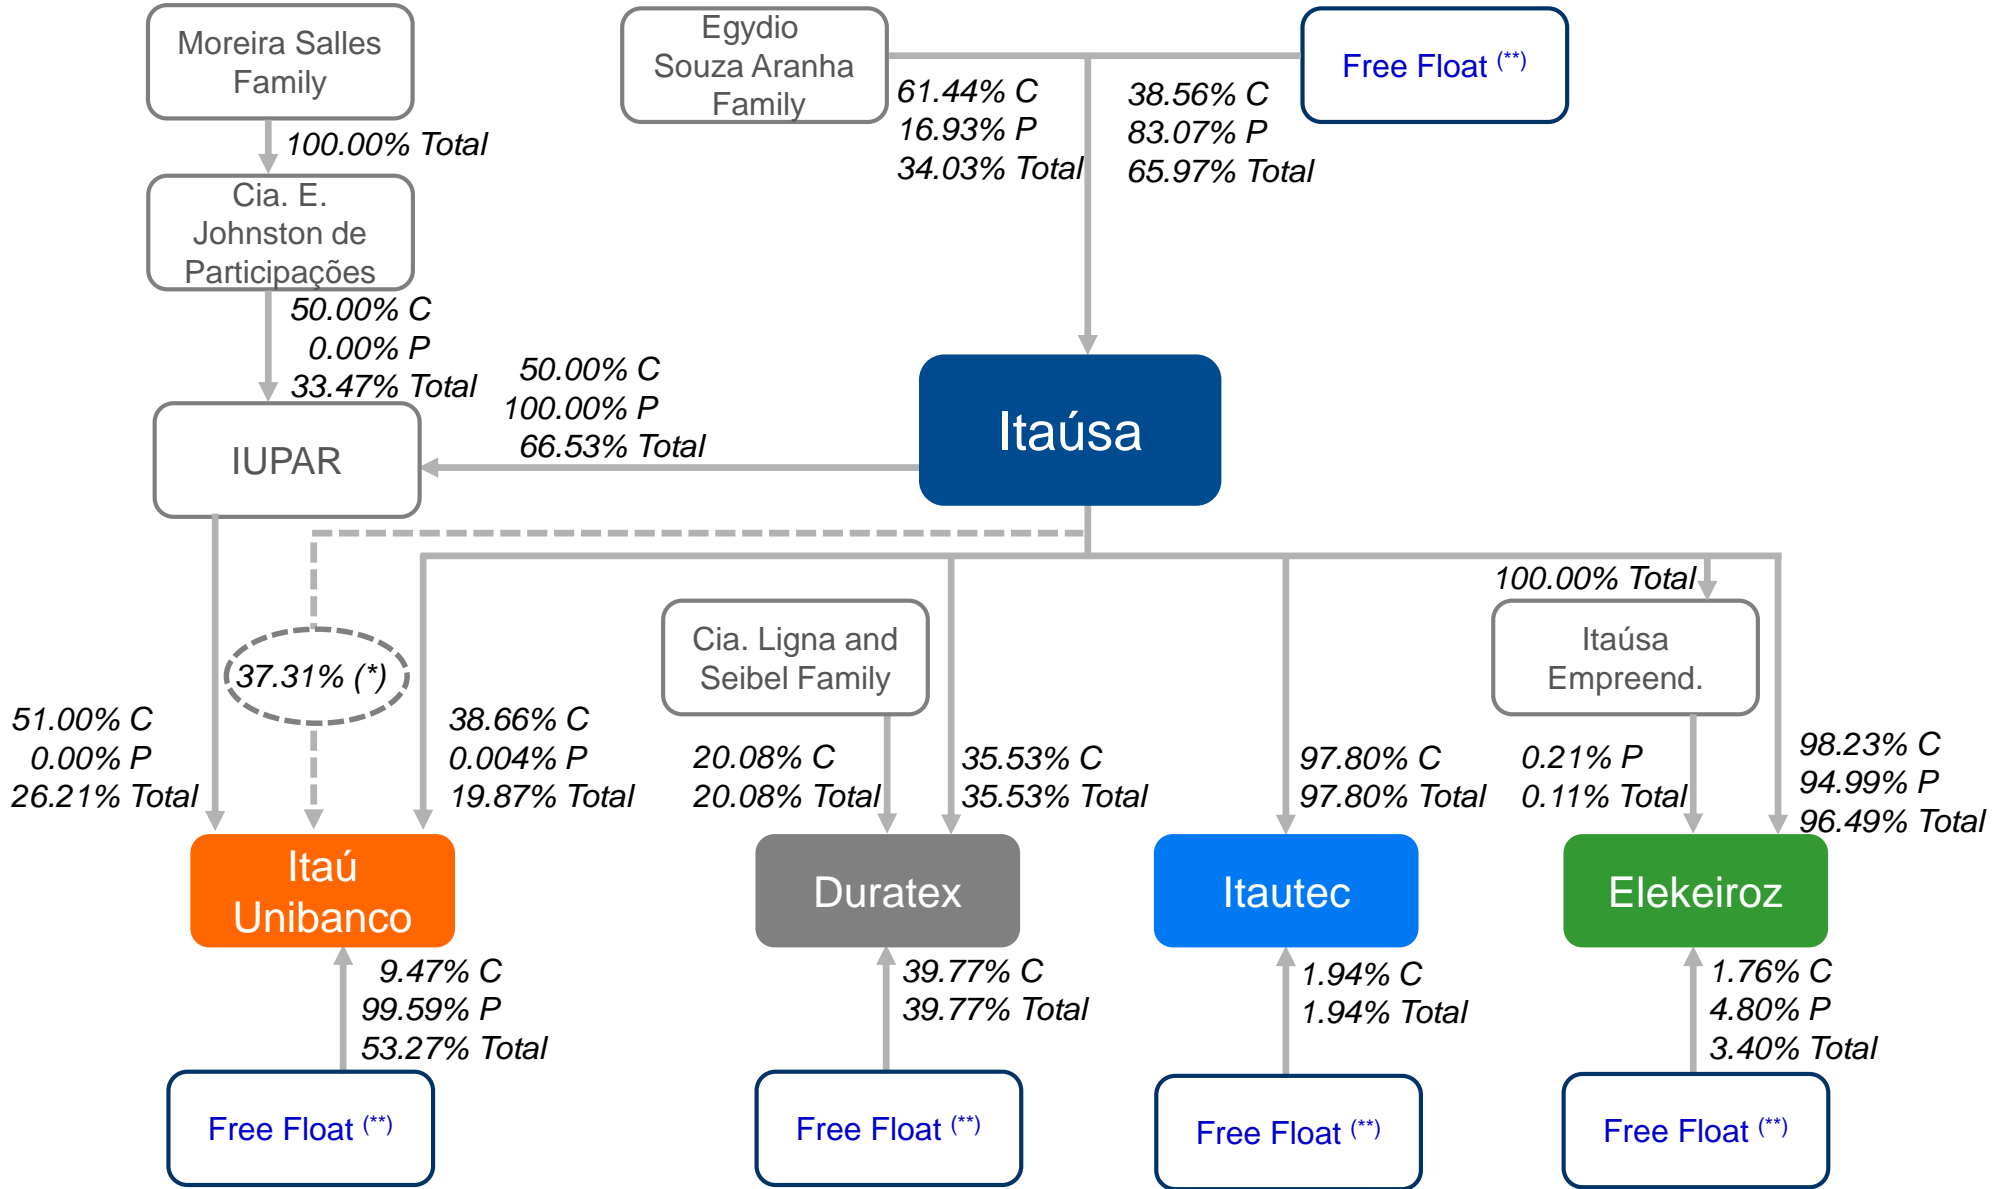 Moreira Salles
Family
Egydio
Souza Aranha
Family
Free Float (**)
100.00% Total
61.44% C
16.93% P
34.03% Total
38.56% C
83.07% P
65.97% Total
Cia. E.
Johnston de
Participações
50.00% C
0.00% P
33.47% Total
50.00% C
100.00% P
66.53% Total
Itaúsa
IUPAR
100.00% Total
Cia. Ligna and
Seibel Family
Itaúsa
Empreend.
37.31% (*)
51.00% C
0.00% P
26.21% Total
38.66% C
0.004% P
19.87% Total
20.08% C
20.08% Total
35.53% C
35.53% Total
97.80% C
97.80% Total
0.21% P
0.11% Total
98.23% C
94.99% P
96.49% Total
Itaú
Unibanco
Duratex
Itautec
Elekeiroz
9.47% C
99.59% P
53.27% Total
39.77% C
39.77% Total
1.94% C
1.94% Total
1.76% C
4.80% P
3.40% Total
Free Float (**)
Free Float (**)
Free Float (**)
Free Float (**)